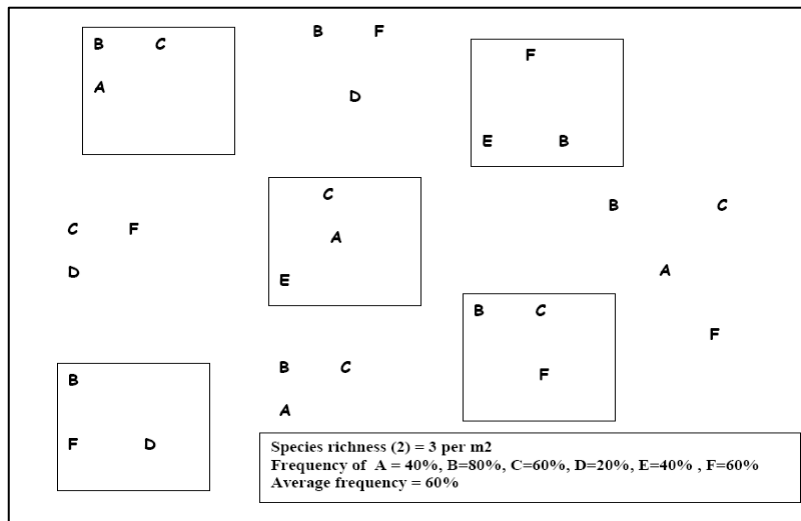 B F
B C
F
A
D
E B
C
B C
C F
A
A
D
E
B C
F
B C
F
B
A
F D
Species richness (2) = 3 per m2
Frequency of A = 40%, B=80%, C=60%, D=20%, E=40% , F=60%
Average frequency = 60%